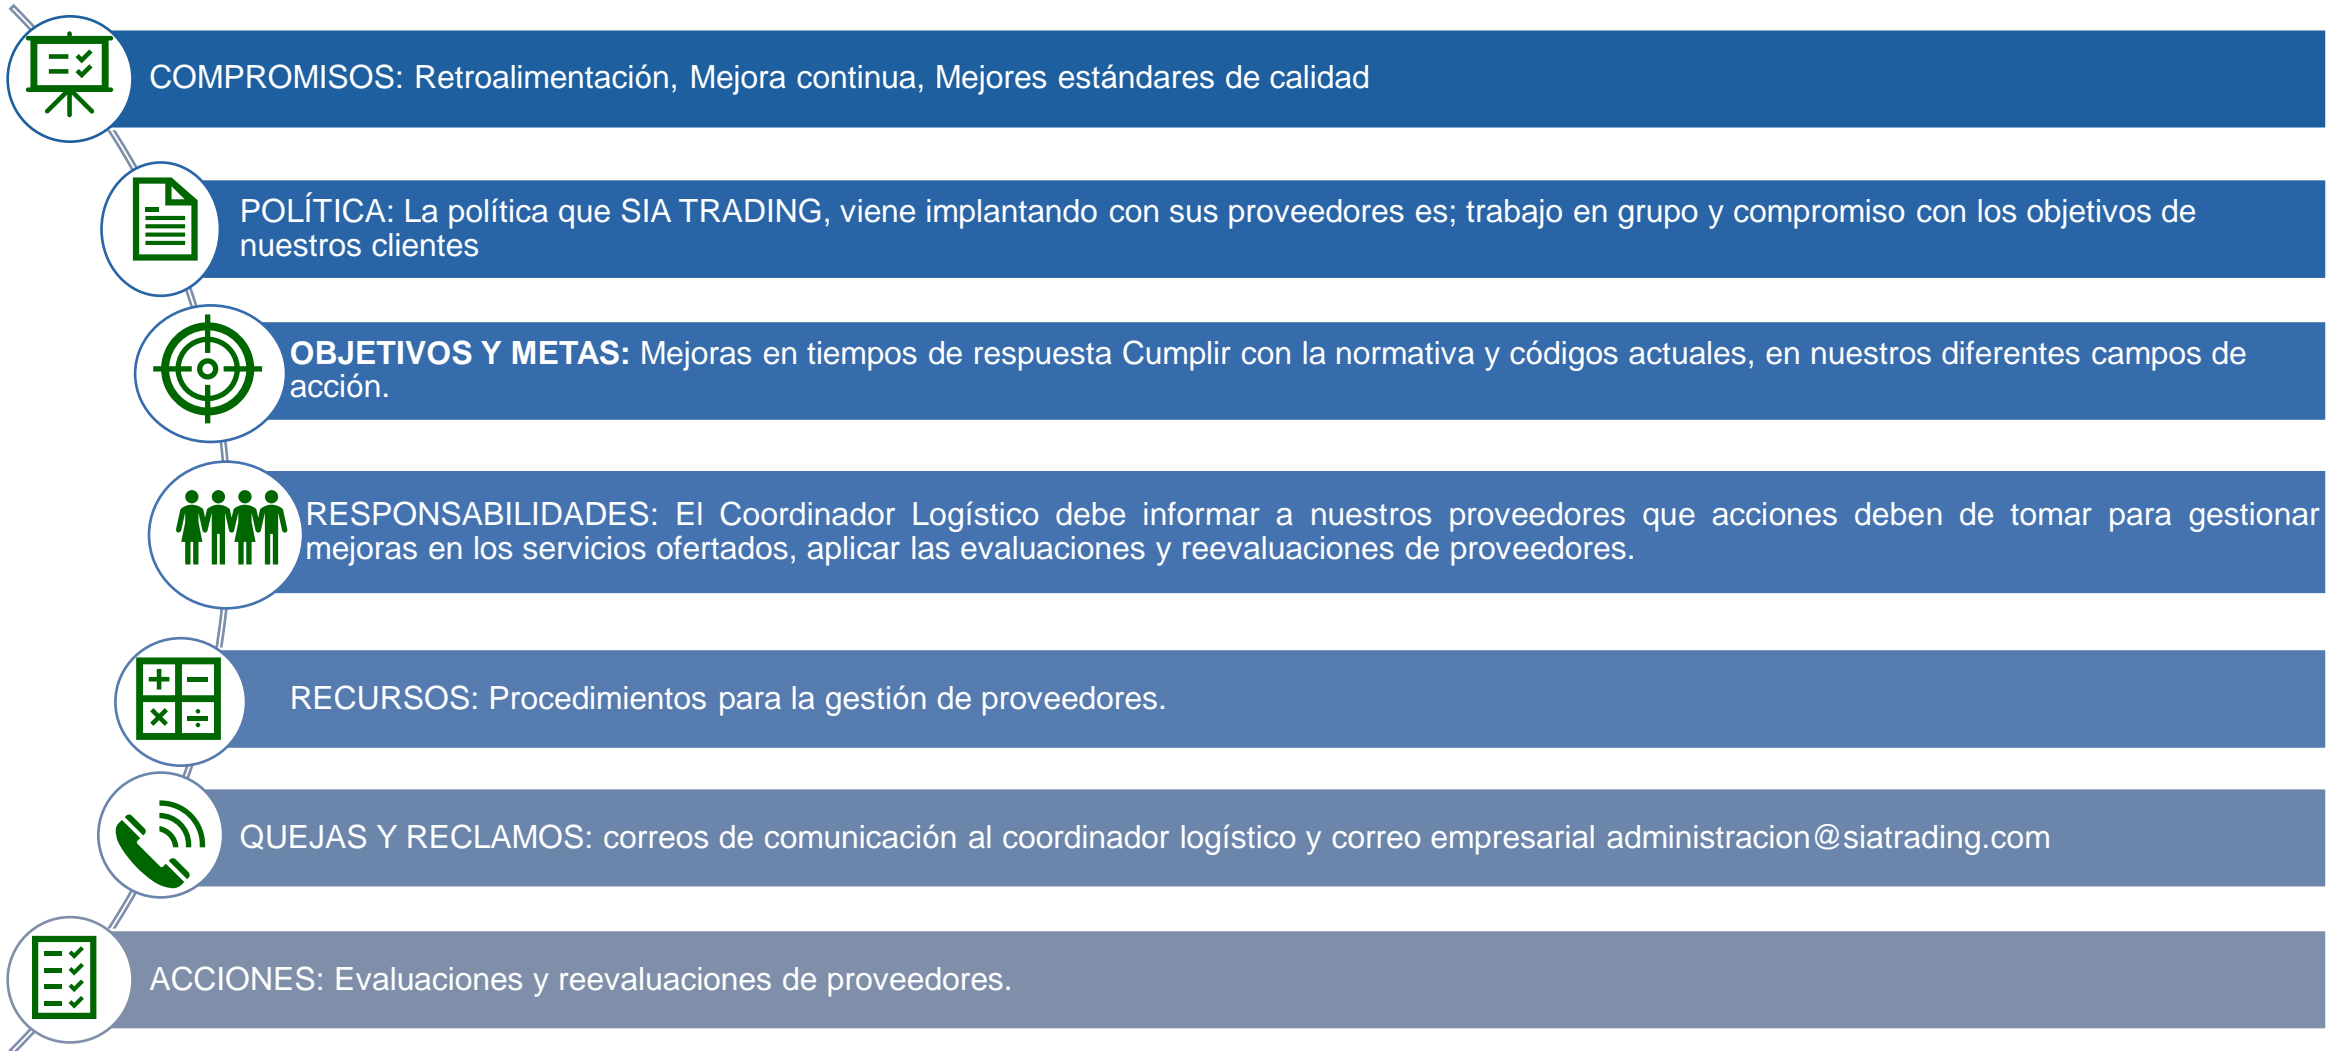 COMPROMISOS: Retroalimentación, Mejora continua, Mejores estándares de calidad
POLÍTICA: La política que SIA TRADING, viene implantando con sus proveedores es; trabajo en grupo y compromiso con los objetivos de
nuestros clientes
OBJETIVOS Y METAS: Mejoras en tiempos de respuesta Cumplir con la normativa y códigos actuales, en nuestros diferentes campos de
acción.
RESPONSABILIDADES: El Coordinador Logístico debe informar a nuestros proveedores que acciones deben de tomar para gestionar
mejoras en los servicios ofertados, aplicar las evaluaciones y reevaluaciones de proveedores.
RECURSOS: Procedimientos para la gestión de proveedores.
QUEJAS Y RECLAMOS: correos de comunicación al coordinador logístico y correo empresarial administracion@siatrading.com
ACCIONES: Evaluaciones y reevaluaciones de proveedores.